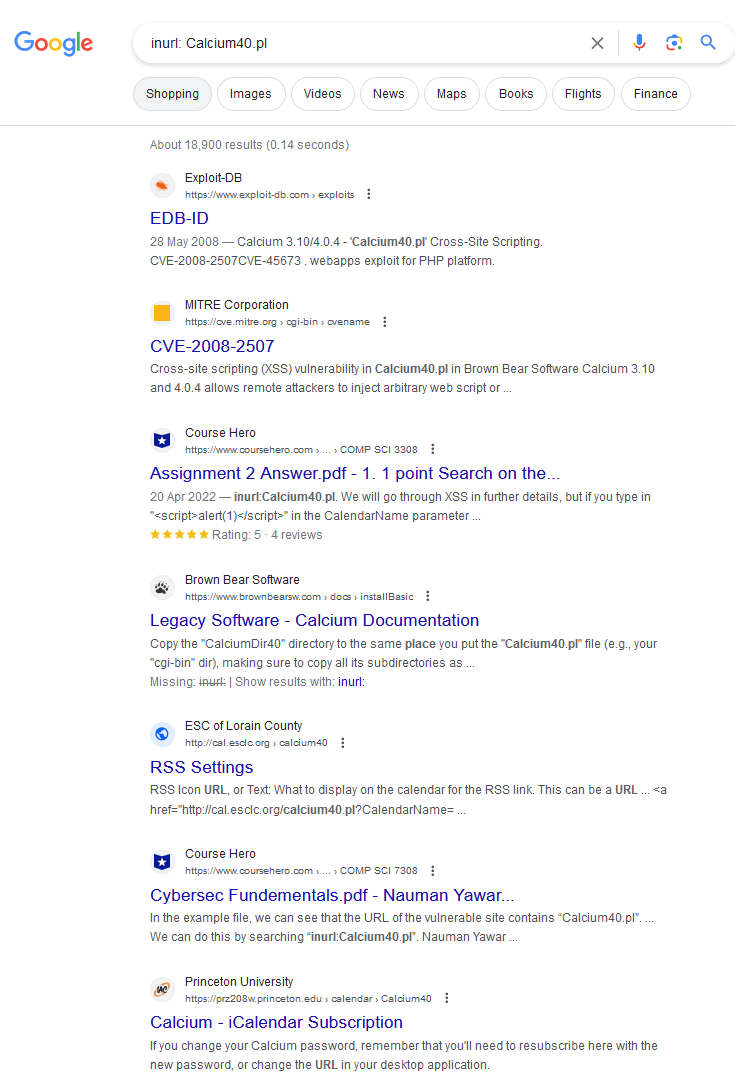 Google
inurl: Calcium40.pl
Shopping Images Videos News Maps Books Flights Finance
About 18,900 results (0.14 seconds)
Exploit-DB
https://www.exploit-db.com › exploits
EDB-ID
28 May 2008 — Calcium 3.10/4.0.4 - 'Calcium40.pl' Cross-Site Scripting.
CVE-2008-2507CVE-45673 . webapps exploit for PHP platform.
MITRE Corporation
https://cve.mitre.org › cgi-bin › cvename
CVE-2008-2507
Cross-site scripting (XSS) vulnerability in Calcium40.pl in Brown Bear Software Calcium 3.10
and 4.0.4 allows remote attackers to inject arbitrary web script or ...
Course Hero
https://www.coursehero.com › ... › COMP SCI 3308
Assignment 2 Answer.pdf - 1. 1 point Search on the...
20 Apr 2022 — inurl:Calcium40.pl. We will go through XSS in further details, but if you type in
"<script>alert(1)</script>" in the CalendarName parameter ...
Rating: 5 · 4 reviews
Brown Bear Software
https://www.brownbearsw.com › docs › installBasic
Legacy Software - Calcium Documentation
Copy the "CalciumDir40" directory to the same place you put the "Calcium40.pl" file (e.g., your
"cgi-bin" dir), making sure to copy all its subdirectories as ...
Missing: inurl: | Show results with: inurl:
ESC of Lorain County
http://cal.esclc.org › calcium40
RSS Settings
RSS Icon URL, or Text: What to display on the calendar for the RSS link. This can be a URL ... <a
href="http://cal.esclc.org/calcium40.pl?CalendarName= ...
Course Hero
https://www.coursehero.com › ... › COMP SCI 7308
Cybersec Fundementals.pdf - Nauman Yawar...
In the example file, we can see that the URL of the vulnerable site contains “Calcium40.pl”. ...
We can do this by searching “inurl:Calcium40.pl”. Nauman Yawar ...
IAC
Princeton University
https://prz208w.princeton.edu › calendar › Calcium40
Calcium - iCalendar Subscription
If you change your Calcium password, remember that you'll need to resubscribe here with the
new password, or change the URL in your desktop application.